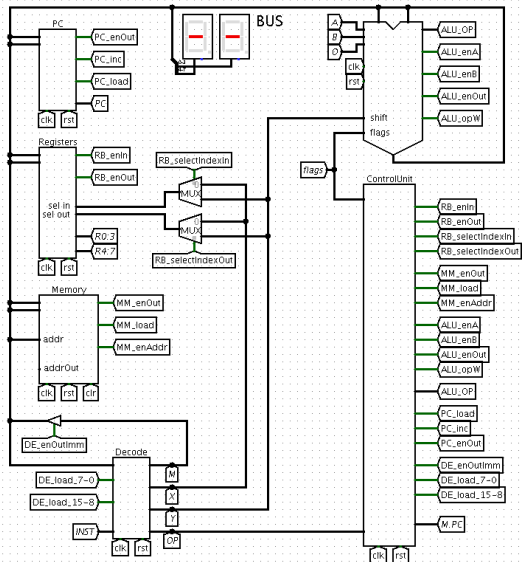 PC
PC_enOut
PC_inc
PC_load
PC
clk
rst
BUS
A
B
O
clk
rst
ALU_OP
ALU_enA
ALU_enB
ALU_enOut
ALU_opW
shift
flags
flags
Registers
RB_enIn
RB_enOut
sel in
sel out
R0:3
R4:7
clk
rst
RB_selectIndexIn
MUX
0
MUX
RB_selectIndexOut
Memory
MM_enOut
MM_load
MM_enAddr
addr
addrOut
clk
rst
clr
DE_enOutImm
Decode
DE_load_7-0
DE_load_15-8
INST
M
X
Y
OP
clk
rst
ControlUnit
RB_enIn
RB_enOut
RB_selectIndexIn
RB_selectIndexOut
MM_enOut
MM_load
MM_enAddr
ALU_enA
ALU_enB
ALU_enOut
ALU_opW
ALU_OP
PC_load
PC_inc
PC_enOut
DE_enOutImm
DE_load_7-0
DE_load_15-8
M.PC
clk
rst